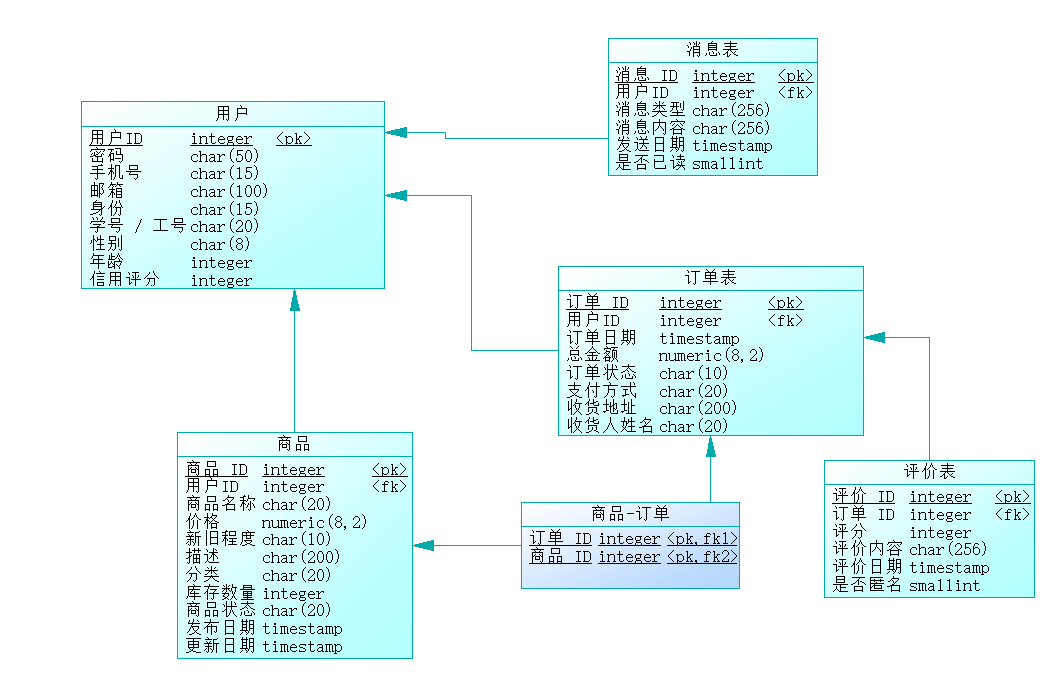 消息表
消息 ID integer <pk>
用户ID integer <fk>
消息类型 char(256)
消息内容 char(256)
发送日期 timestamp
是否已读 smallint
用户
用户ID integer <pk>
密码 char(50)
手机号 char(15)
邮箱 char(100)
身份 char(15)
学号 / 工号 char(20)
性别 char(8)
年龄 integer
信用评分 integer
订单表
订单 ID integer <pk>
用户ID integer <fk>
订单日期 timestamp
总金额 numeric(8,2)
订单状态 char(10)
支付方式 char(20)
收货地址 char(200)
收货人姓名 char(20)
商品
商品 ID integer <pk>
用户ID integer <fk>
商品名称 char(20)
价格 numeric(8,2)
新旧程度 char(10)
描述 char(200)
分类 char(20)
库存数量 integer
商品状态 char(20)
发布日期 timestamp
更新日期 timestamp
商品-订单
订单 ID integer <pk,fk1>
商品 ID integer <pk,fk2>
评价表
评价 ID integer <pk>
订单 ID integer <fk>
评分 integer
评价内容 char(256)
评价日期 timestamp
是否匿名 smallint